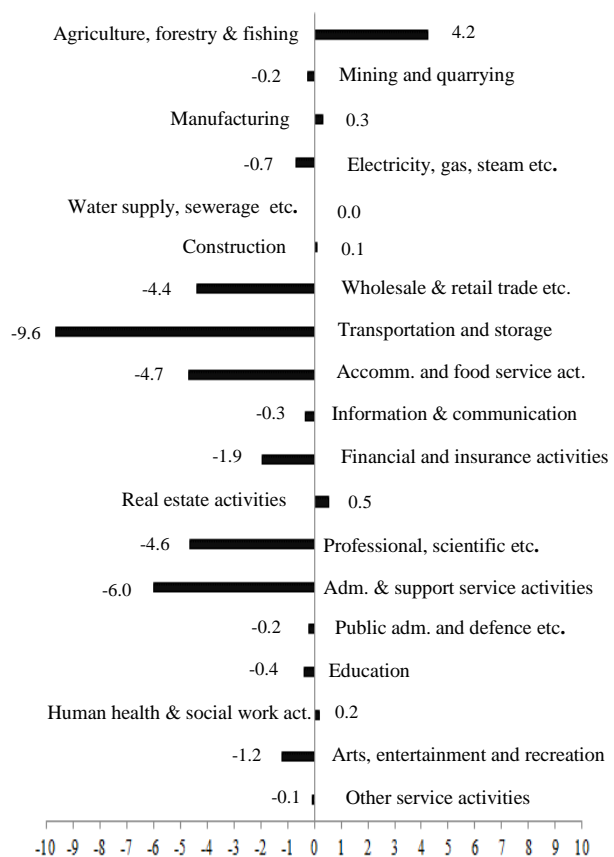 Agriculture, forestry & fishing 4.2
-0.2 Mining and quarrying
Manufacturing 0.3
-0.7 Electricity, gas, steam etc.
Water supply, sewerage etc. 0.0
Construction 0.1
-4.4 Wholesale & retail trade etc.
-9.6 Transportation and storage
-4.7 Accomm. and food service act.
-0.3 Information & communication
-1.9 Financial and insurance activities
Real estate activities 0.5
-4.6 Professional, scientific etc.
-6.0 Adm. & support service activities
-0.2 Public adm. and defence etc.
-0.4 Education
Human health & social work act. 0.2
-1.2 Arts, entertainment and recreation
-0.1 Other service activities
-10 -9 -8 -7 -6 -5 -4 -3 -2 -1 0 1 2 3 4 5 6 7 8 9 10